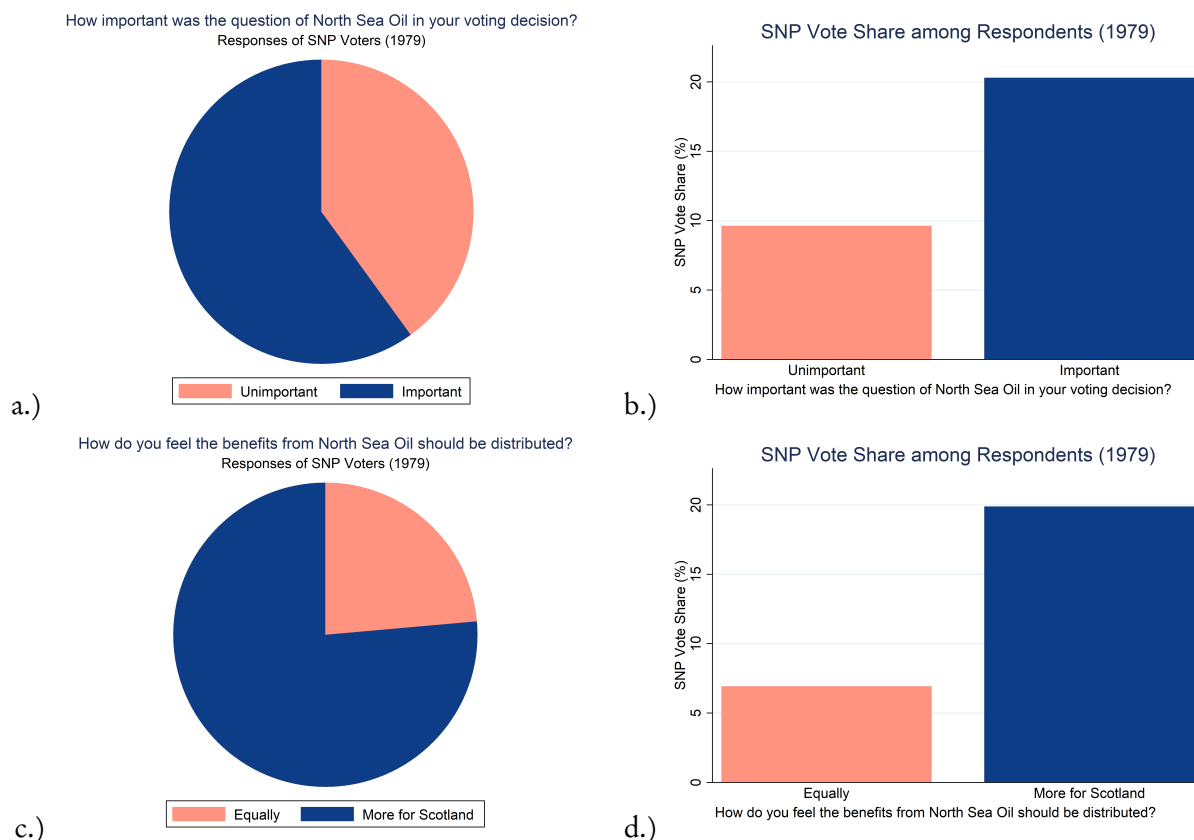 How important was the question of North Sea Oil in your voting decision?
Responses of SNP Voters (1979)
Unimportant
Important
a.)
SNP Vote Share among Respondents (1979)
SNP Vote Share (%)
20
15
10
5
0
Unimportant
Important
How important was the question of North Sea Oil in your voting decision?
b.)
How do you feel the benefits from North Sea Oil should be distributed?
Responses of SNP Voters (1979)
Equally
More for Scotland
c.)
SNP Vote Share among Respondents (1979)
SNP Vote Share (%)
20
15
10
5
0
Equally
More for Scotland
How do you feel the benefits from North Sea Oil should be distributed?
d.)